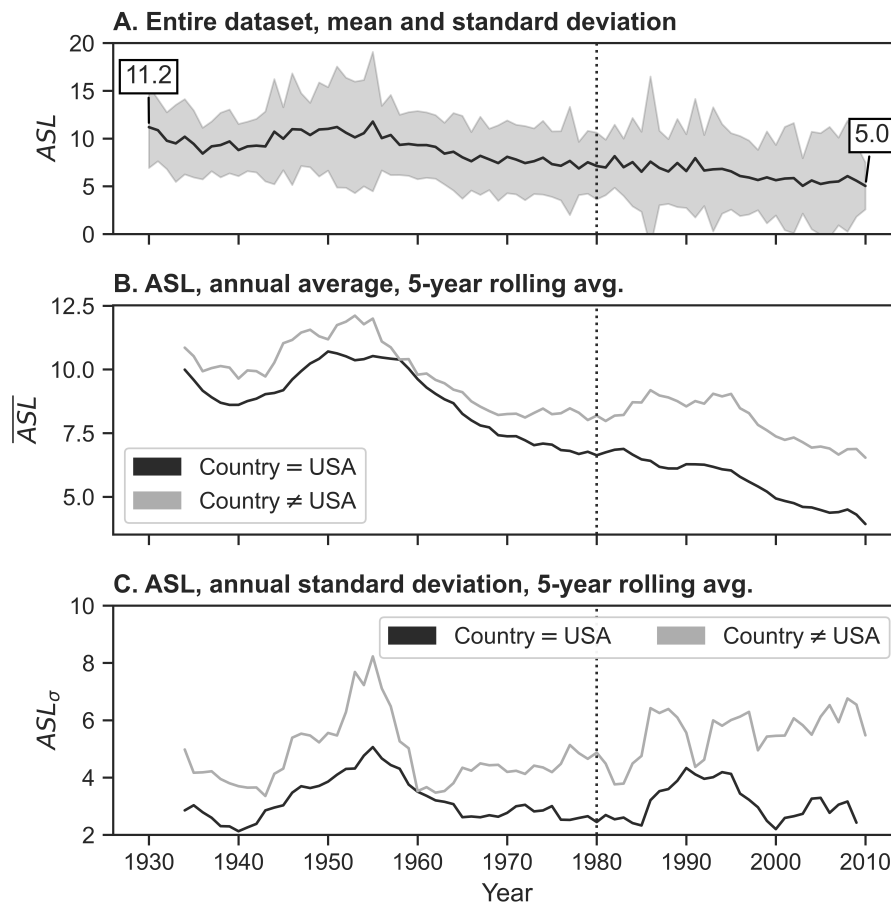 A. Entire dataset, mean and standard deviation
20
15
10
5
0
ASL
11.2
5.0
B. ASL, annual average, 5-year rolling avg.
12.5
10.0
7.5
5.0
ASL
Country = USA
Country ≠ USA
C. ASL, annual standard deviation, 5-year rolling avg.
10
8
6
4
2
ASLσ
Country = USA Country ≠ USA
1930 1940 1950 1960 1970 1980 1990 2000 2010
Year